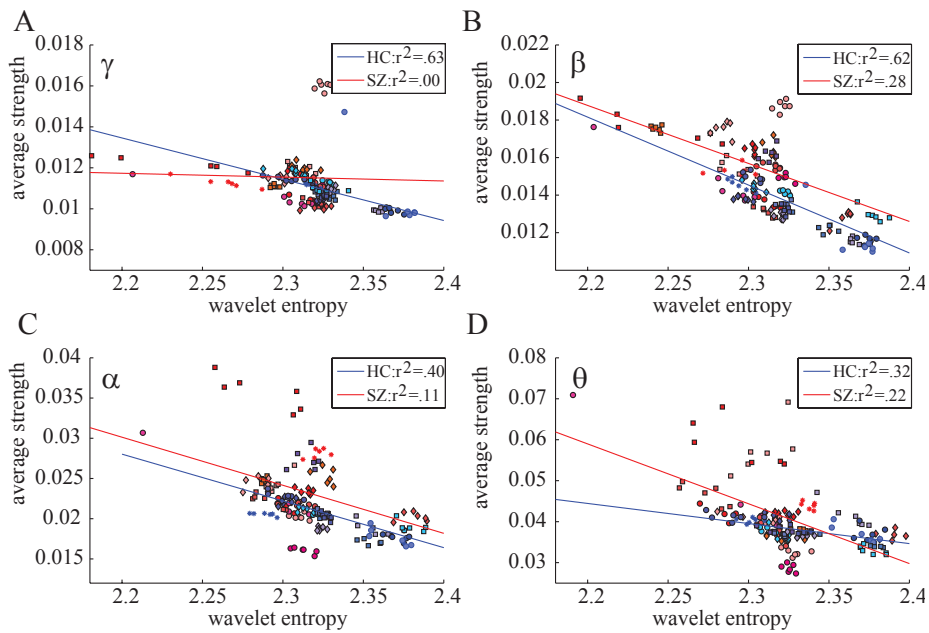 A
γ
average strength
0.018
0.016
0.014
0.012
0.01
0.008
2.2 2.25 2.3 2.35 2.4
wavelet entropy
HC:r²=.63
SZ:r²=.00
B
β
average strength
0.022
0.02
0.018
0.016
0.014
0.012
2.2 2.25 2.3 2.35 2.4
wavelet entropy
HC:r²=.62
SZ:r²=.28
C
α
average strength
0.04
0.035
0.03
0.025
0.02
0.015
2.2 2.25 2.3 2.35 2.4
wavelet entropy
HC:r²=.40
SZ:r²=.11
D
θ
average strength
0.08
0.07
0.06
0.05
0.04
0.03
2.2 2.25 2.3 2.35 2.4
wavelet entropy
HC:r²=.32
SZ:r²=.22